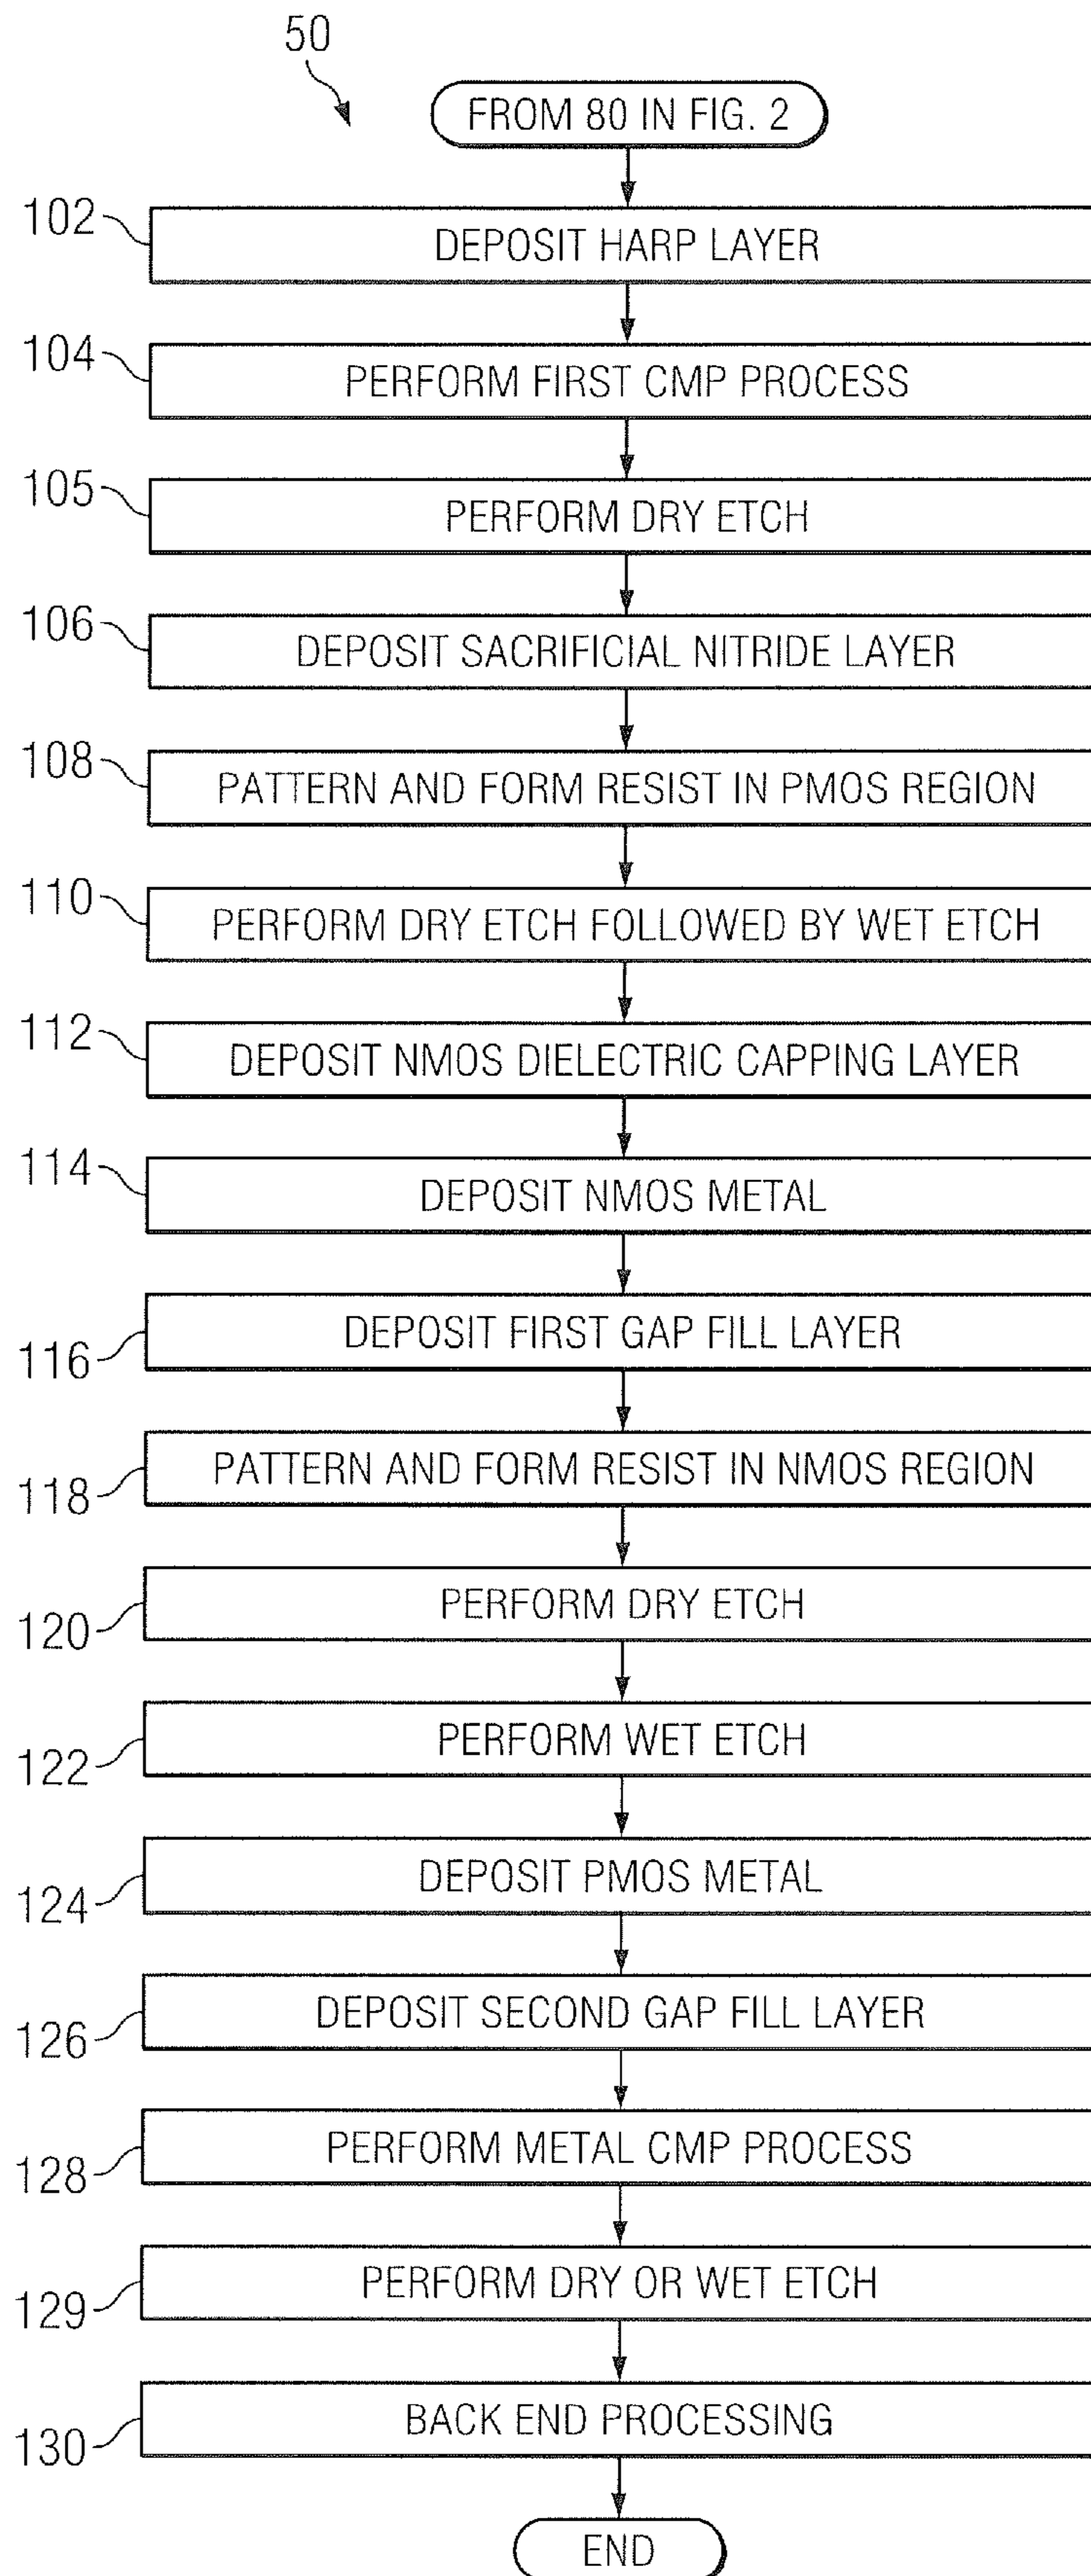 50
FROM 80 IN FIG. 2
102
DEPOSIT HARP LAYER
104
PERFORM FIRST CMP PROCESS
105
PERFORM DRY ETCH
106
DEPOSIT SACRIFICIAL NITRIDE LAYER
108
PATTERN AND FORM RESIST IN PMOS REGION
110
PERFORM DRY ETCH FOLLOWED BY WET ETCH
112
DEPOSIT NMOS DIELECTRIC CAPPING LAYER
114
DEPOSIT NMOS METAL
116
DEPOSIT FIRST GAP FILL LAYER
118
PATTERN AND FORM RESIST IN NMOS REGION
120
PERFORM DRY ETCH
122
PERFORM WET ETCH
124
DEPOSIT PMOS METAL
126
DEPOSIT SECOND GAP FILL LAYER
128
PERFORM METAL CMP PROCESS
129
PERFORM DRY OR WET ETCH
130
BACK END PROCESSING
END